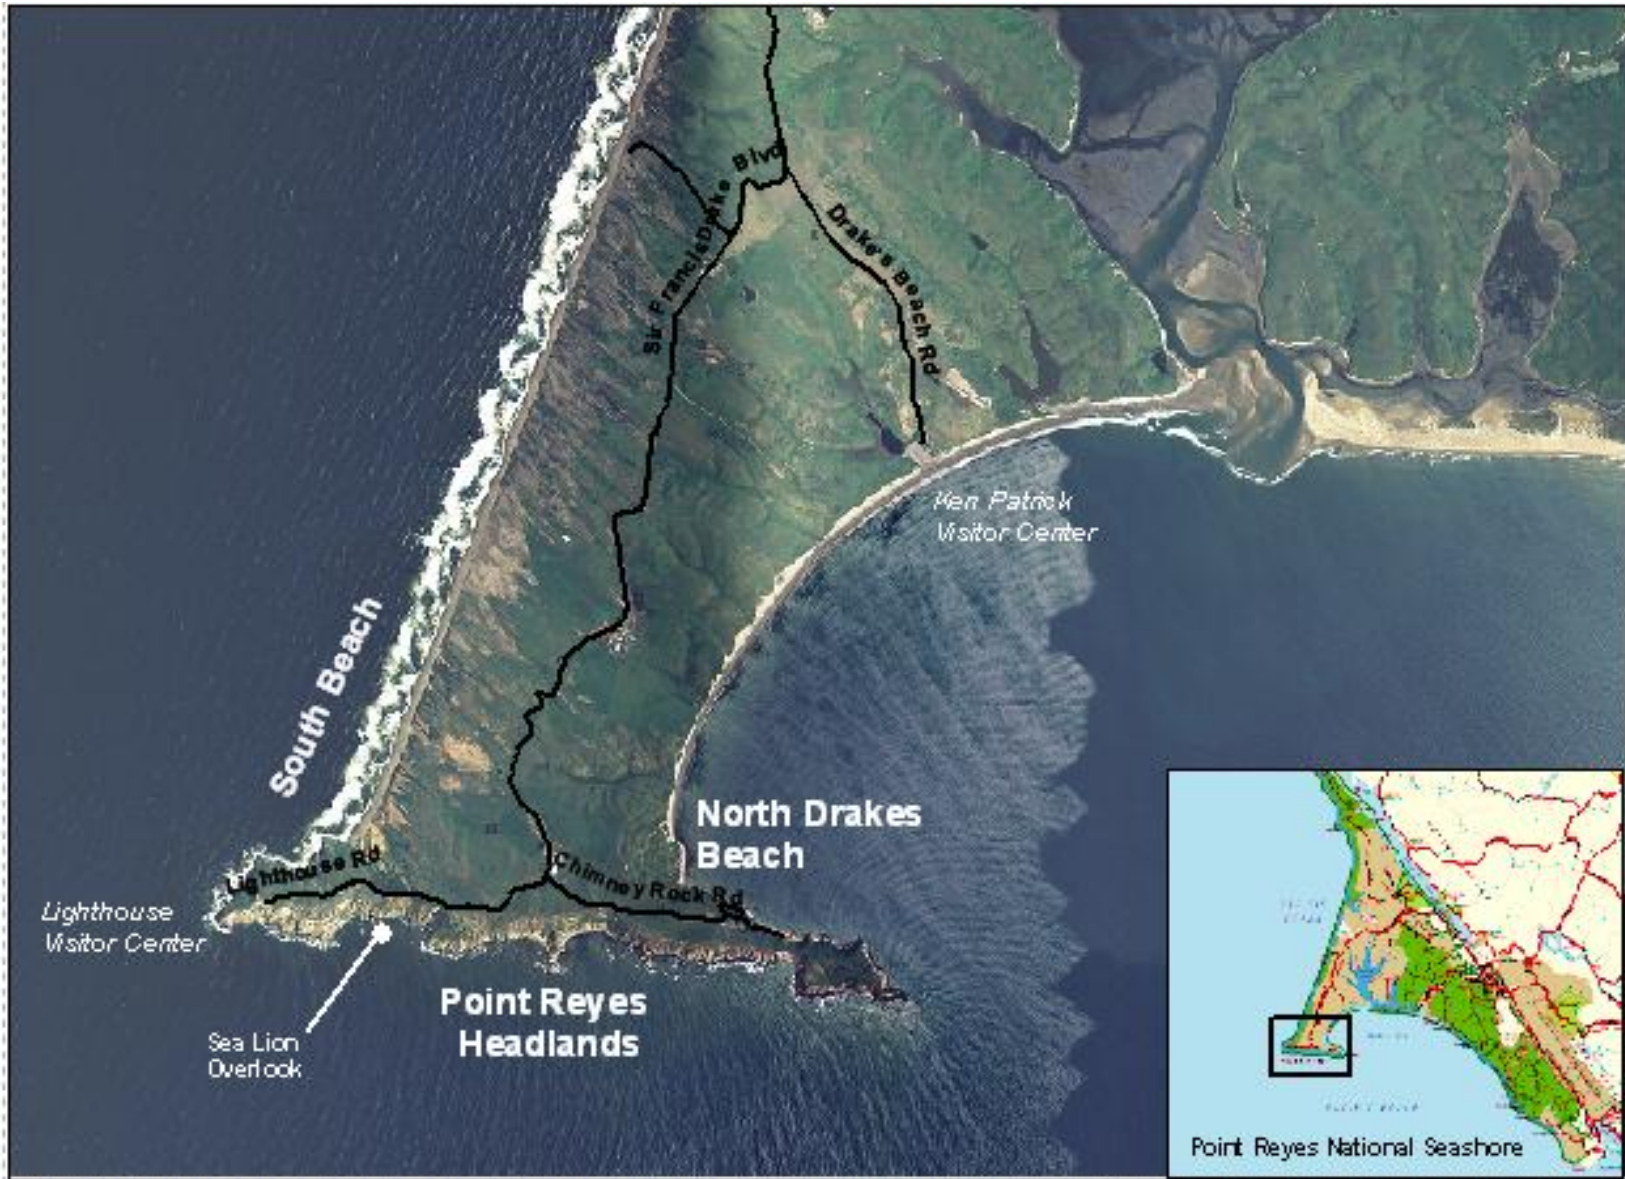 Sir Francis Drake Blvd
Drake's Beach Rd
Ken Patrick
Visitor Center
South Beach
North Drakes
Beach
Lighthouse Rd
Chimney Rock Rd
Lighthouse
Visitor Center
Point Reyes
Headlands
Sea Lion
Overlook
Point Reyes National Seashore